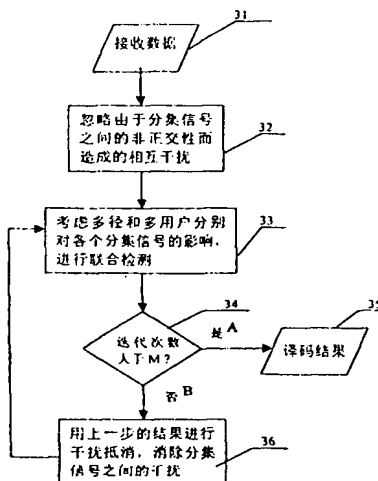 31
接收数据
忽略由于分集信号
之间的非正交性而
造成的相互干扰
32
考虑多径和多用户分别
对各个分集信号的影响,
进行联合检测
33
34
迭代次数
大于M?
是A
35
译码结果
否B
用上一步的结果进行
干扰抵消,消除分集
信号之间的干扰
36